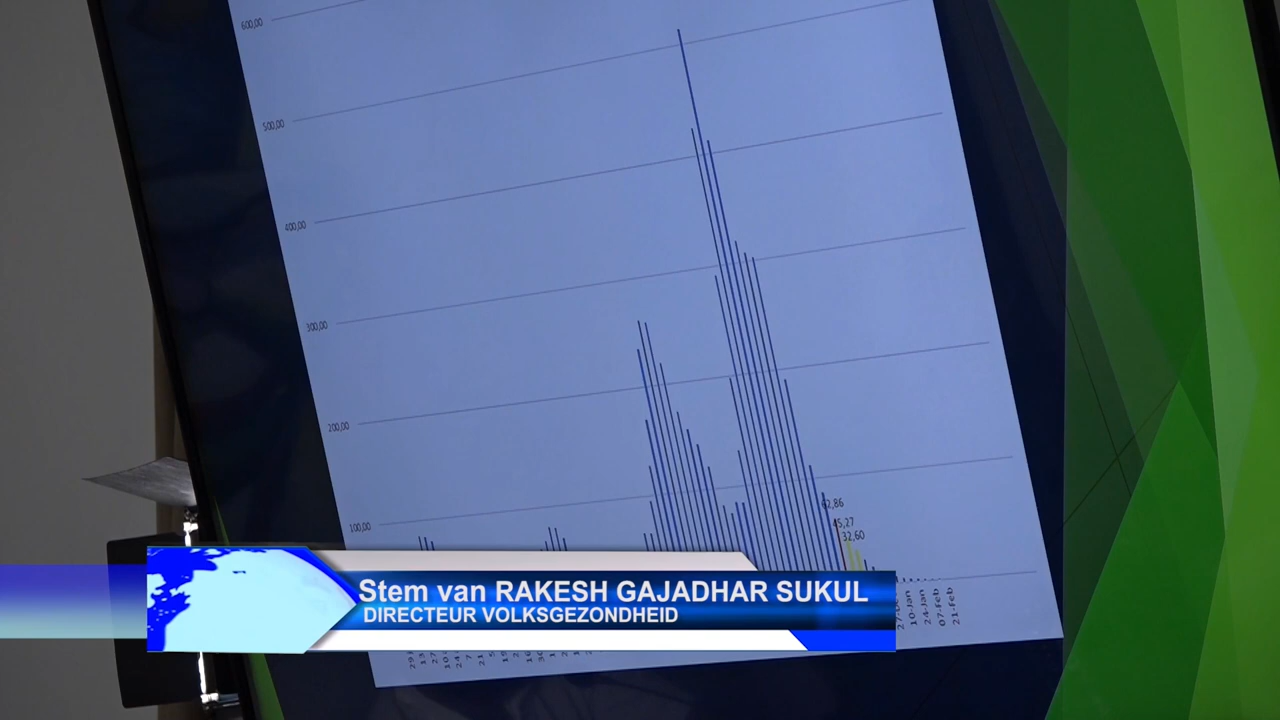 600,00
500,00
400,00
300,00
200,00
100,00
62,86
45,27
32,60
10-Jan
24-Jan
07-Feb
21-Feb
Stem van RAKESH GAJADHAR SUKUL
DIRECTEUR VOLKSGEZONDHEID